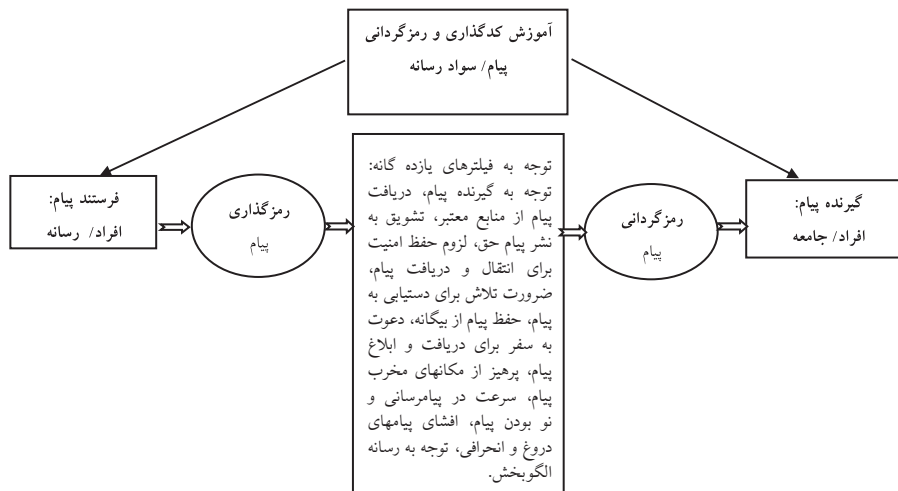 آموزش کدگذاری و رمزگردانی
پیام/ سواد رسانه
فرستند پیام:
افراد/ رسانه
رمزگذاری
پیام
توجه به فیلترهای یازده گانه:
توجه به گیرنده پیام، دریافت
پیام از منابع معتبر، تشویق به
نشر پیام حق، لزوم حفظ امنیت
برای انتقال و دریافت پیام،
ضرورت تلاش برای دستیابی به
پیام، حفظ پیام از بیگانه، دعوت
به سفر برای دریافت و ابلاغ
پیام، پرهیز از مکانهای مخرب
پیام، سرعت در پیامرسانی و
نو بودن پیام، افشای پیامهای
دروغ و انحرافی، توجه به رسانه
الگوبخش.
رمزگردانی
پیام
گیرنده پیام:
افراد/ جامعه